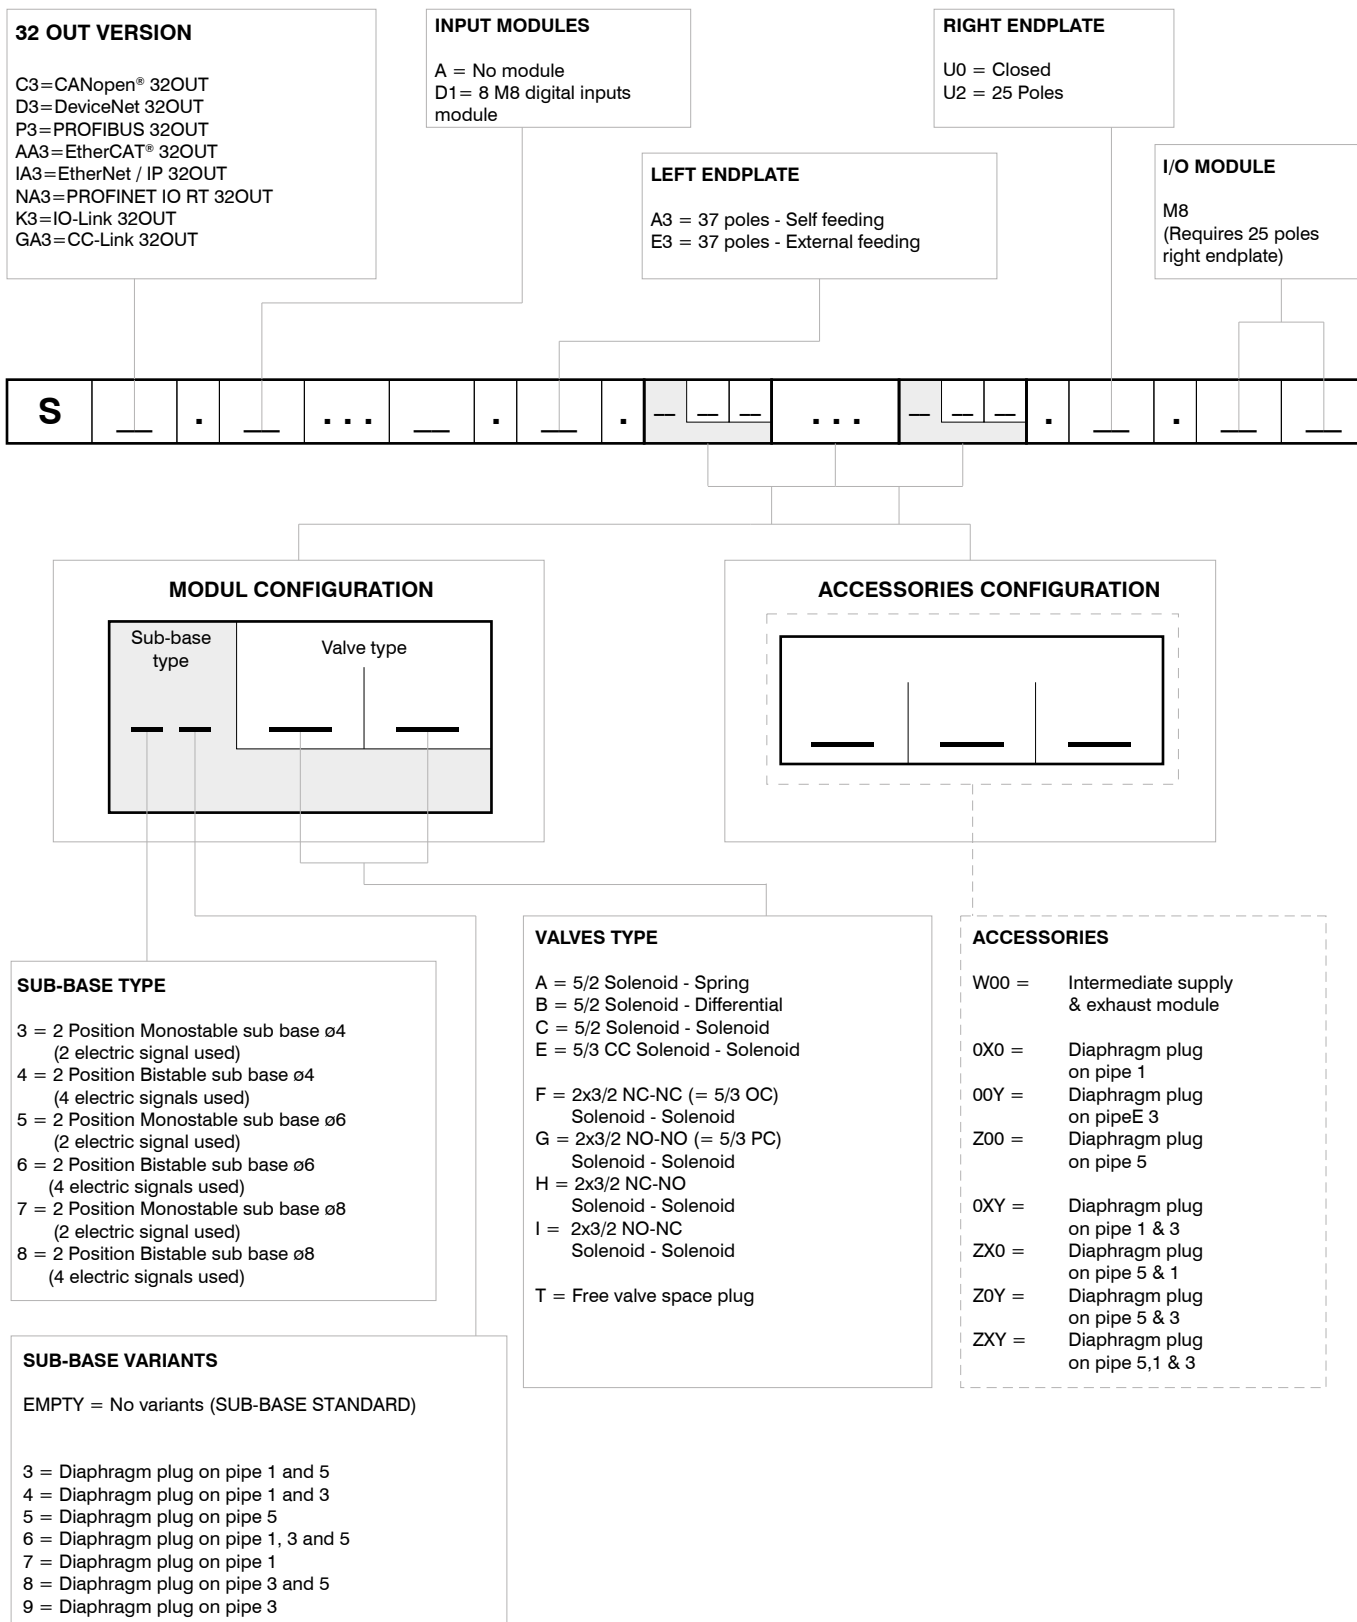 32 OUT VERSION
C3=CANopen® 32OUT
D3=DeviceNet 32OUT
P3=PROFIBUS 32OUT
AA3=EtherCAT® 32OUT
IA3=EtherNet / IP 32OUT
NA3=PROFINET IO RT 32OUT
K3=IO-Link 32OUT
GA3=CC-Link 32OUT
INPUT MODULES
A = No module
D1= 8 M8 digital inputs
module
RIGHT ENDPLATE
U0 = Closed
U2 = 25 Poles
LEFT ENDPLATE
A3 = 37 poles - Self feeding
E3 = 37 poles - External feeding
I/O MODULE
M8
(Requires 25 poles
right endplate)
S __ . __ ... __ . __ . __ __ __ ... __ __ __ . __ . __ __
MODUL CONFIGURATION
Sub-base
type
Valve type
ACCESSORIES CONFIGURATION
SUB-BASE TYPE
3 = 2 Position Monostable sub base ø4
(2 electric signal used)
4 = 2 Position Bistable sub base ø4
(4 electric signals used)
5 = 2 Position Monostable sub base ø6
(2 electric signal used)
6 = 2 Position Bistable sub base ø6
(4 electric signals used)
7 = 2 Position Monostable sub base ø8
(2 electric signal used)
8 = 2 Position Bistable sub base ø8
(4 electric signals used)
SUB-BASE VARIANTS
EMPTY = No variants (SUB-BASE STANDARD)
3 = Diaphragm plug on pipe 1 and 5
4 = Diaphragm plug on pipe 1 and 3
5 = Diaphragm plug on pipe 5
6 = Diaphragm plug on pipe 1, 3 and 5
7 = Diaphragm plug on pipe 1
8 = Diaphragm plug on pipe 3 and 5
9 = Diaphragm plug on pipe 3
VALVES TYPE
A = 5/2 Solenoid - Spring
B = 5/2 Solenoid - Differential
C = 5/2 Solenoid - Solenoid
E = 5/3 CC Solenoid - Solenoid
F = 2x3/2 NC-NC (= 5/3 OC)
Solenoid - Solenoid
G = 2x3/2 NO-NO (= 5/3 PC)
Solenoid - Solenoid
H = 2x3/2 NC-NO
Solenoid - Solenoid
I = 2x3/2 NO-NC
Solenoid - Solenoid
T = Free valve space plug
ACCESSORIES
W00 = Intermediate supply
& exhaust module
0X0 = Diaphragm plug
on pipe 1
00Y = Diaphragm plug
on pipeE 3
Z00 = Diaphragm plug
on pipe 5
0XY = Diaphragm plug
on pipe 1 & 3
ZX0 = Diaphragm plug
on pipe 5 & 1
Z0Y = Diaphragm plug
on pipe 5 & 3
ZXY = Diaphragm plug
on pipe 5,1 & 3